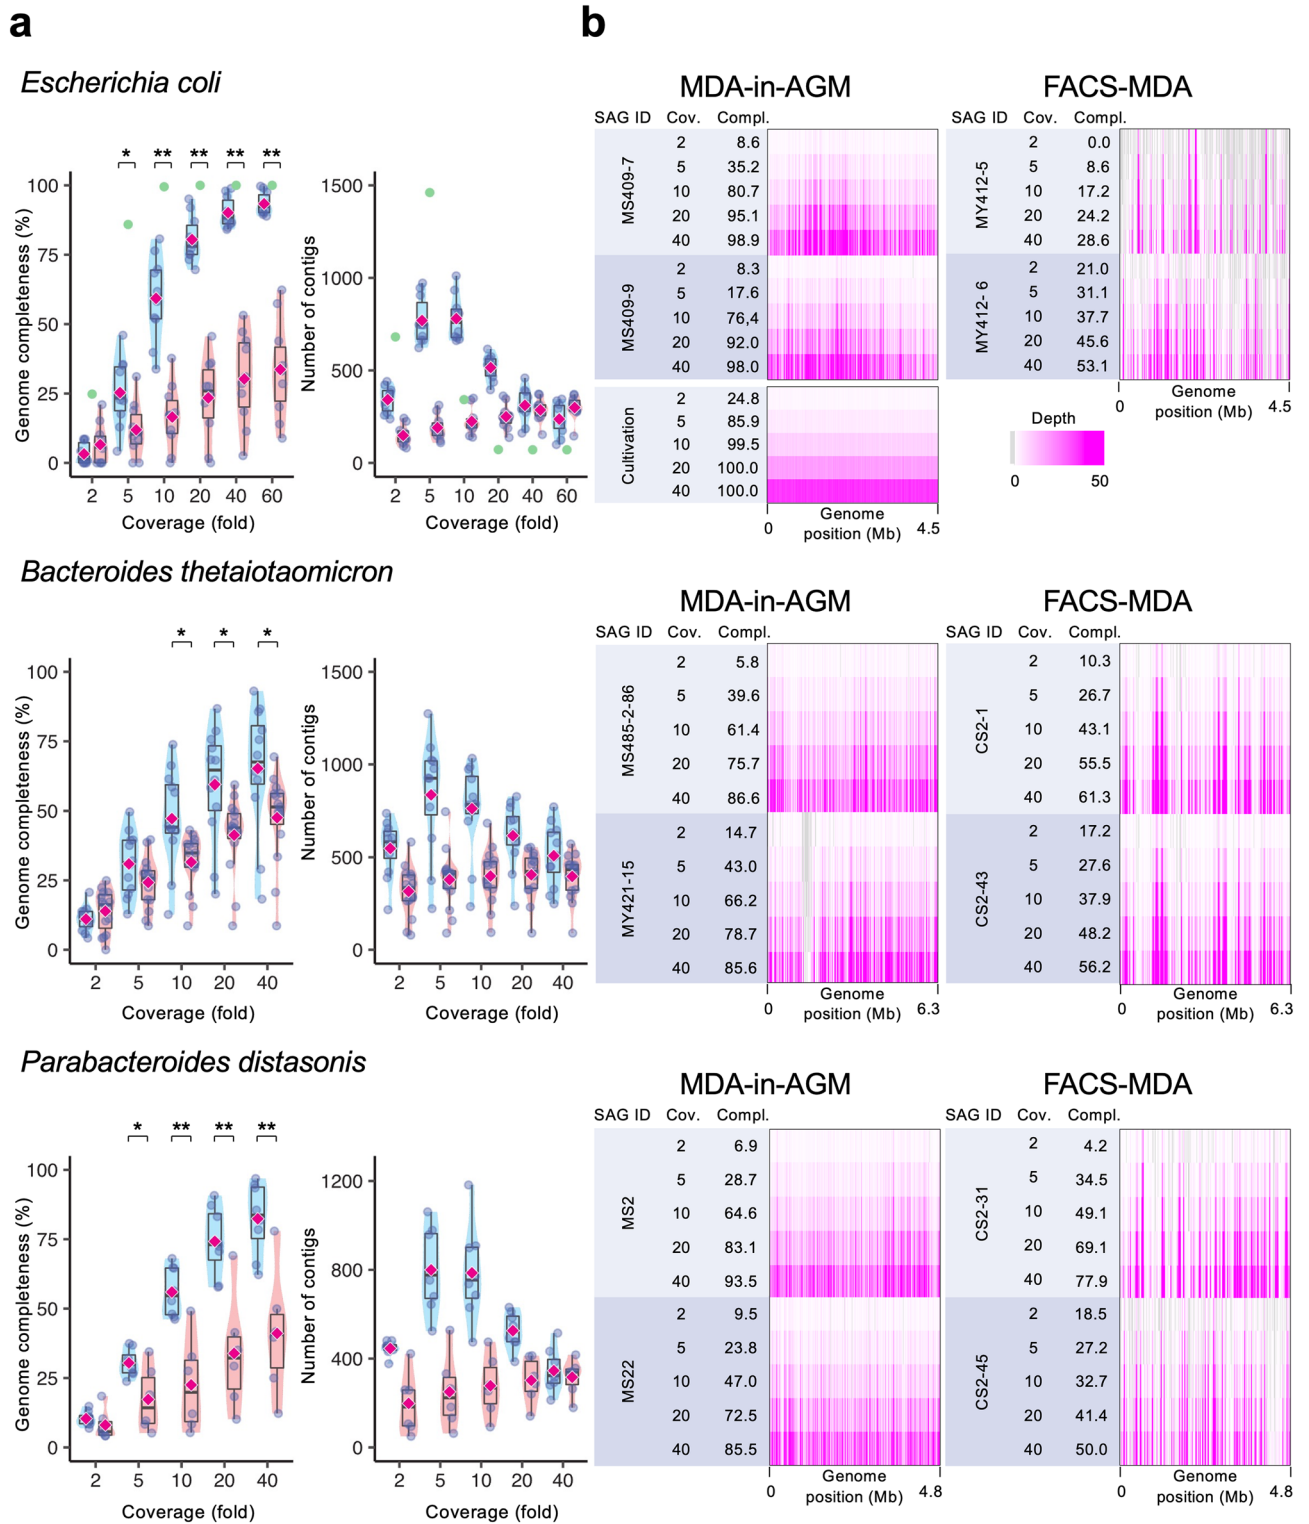 a
b
Escherichia coli
* ** ** ** **
Genome completeness (%)
100
75
50
25
0
2 5 10 20 40 60
Coverage (fold)
Number of contigs
1500
1000
500
0
2 5 10 20 40 60
Coverage (fold)
MDA-in-AGM
SAG ID Cov. Compl.
MS409-7
2 8.6
5 35.2
10 80.7
20 95.1
40 98.9
MS409-9
2 8.3
5 17.6
10 76,4
20 92.0
40 98.0
Cultivation
2 24.8
5 85.9
10 99.5
20 100.0
40 100.0
0 Genome position (Mb) 4.5
FACS-MDA
SAG ID Cov. Compl.
MY412-5
2 0.0
5 8.6
10 17.2
20 24.2
40 28.6
MY412- 6
2 21.0
5 31.1
10 37.7
20 45.6
40 53.1
0 Genome position (Mb) 4.5
Depth
0 50
Bacteroides thetaiotaomicron
* * *
Genome completeness (%)
100
75
50
25
0
2 5 10 20 40
Coverage (fold)
Number of contigs
1500
1000
500
0
2 5 10 20 40
Coverage (fold)
MDA-in-AGM
SAG ID Cov. Compl.
MS485-2-86
2 5.8
5 39.6
10 61.4
20 75.7
40 86.6
MY421-15
2 14.7
5 43.0
10 66.2
20 78.7
40 85.6
0 Genome position (Mb) 6.3
FACS-MDA
SAG ID Cov. Compl.
CS2-1
2 10.3
5 26.7
10 43.1
20 55.5
40 61.3
CS2-43
2 17.2
5 27.6
10 37.9
20 48.2
40 56.2
0 Genome position (Mb) 6.3
Parabacteroides distasonis
* ** ** **
Genome completeness (%)
100
75
50
25
0
2 5 10 20 40
Coverage (fold)
Number of contigs
1200
800
400
0
2 5 10 20 40
Coverage (fold)
MDA-in-AGM
SAG ID Cov. Compl.
MS2
2 6.9
5 28.7
10 64.6
20 83.1
40 93.5
MS22
2 9.5
5 23.8
10 47.0
20 72.5
40 85.5
0 Genome position (Mb) 4.8
FACS-MDA
SAG ID Cov. Compl.
CS2-31
2 4.2
5 34.5
10 49.1
20 69.1
40 77.9
CS2-45
2 18.5
5 27.2
10 32.7
20 41.4
40 50.0
0 Genome position (Mb) 4.8